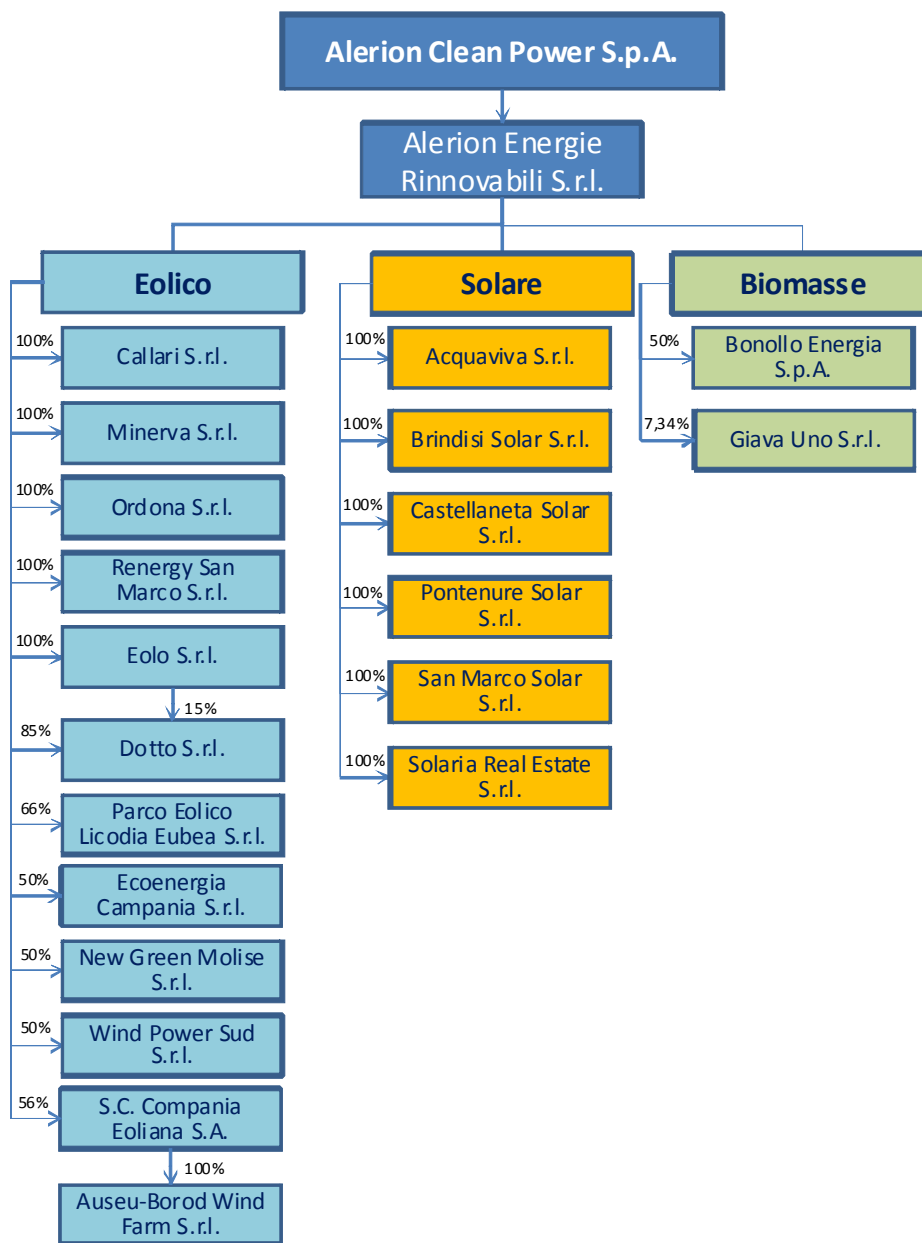 Alerion Clean Power S.p.A.
Alerion Energie
Rinnovabili S.r.l.
Eolico
100%
Callari S.r.l.
100%
Minerva S.r.l.
100%
Ordona S.r.l.
100%
Renergy San
Marco S.r.l.
100%
Eolo S.r.l.
15%
85%
Dotto S.r.l.
66%
Parco Eolico
Licodia Eubea S.r.l.
50%
Ecoenergia
Campania S.r.l.
50%
New Green Molise
S.r.l.
50%
Wind Power Sud
S.r.l.
56%
S.C. Compania
Eoliana S.A.
100%
Auseu-Borod Wind
Farm S.r.l.
Solare
100%
Acquaviva S.r.l.
100%
Brindisi Solar S.r.l.
100%
Castellaneta Solar
S.r.l.
100%
Pontenure Solar
S.r.l.
100%
San Marco Solar
S.r.l.
100%
Solaria Real Estate
S.r.l.
Biomasse
50%
Bonollo Energia
S.p.A.
7,34%
Giava Uno S.r.l.